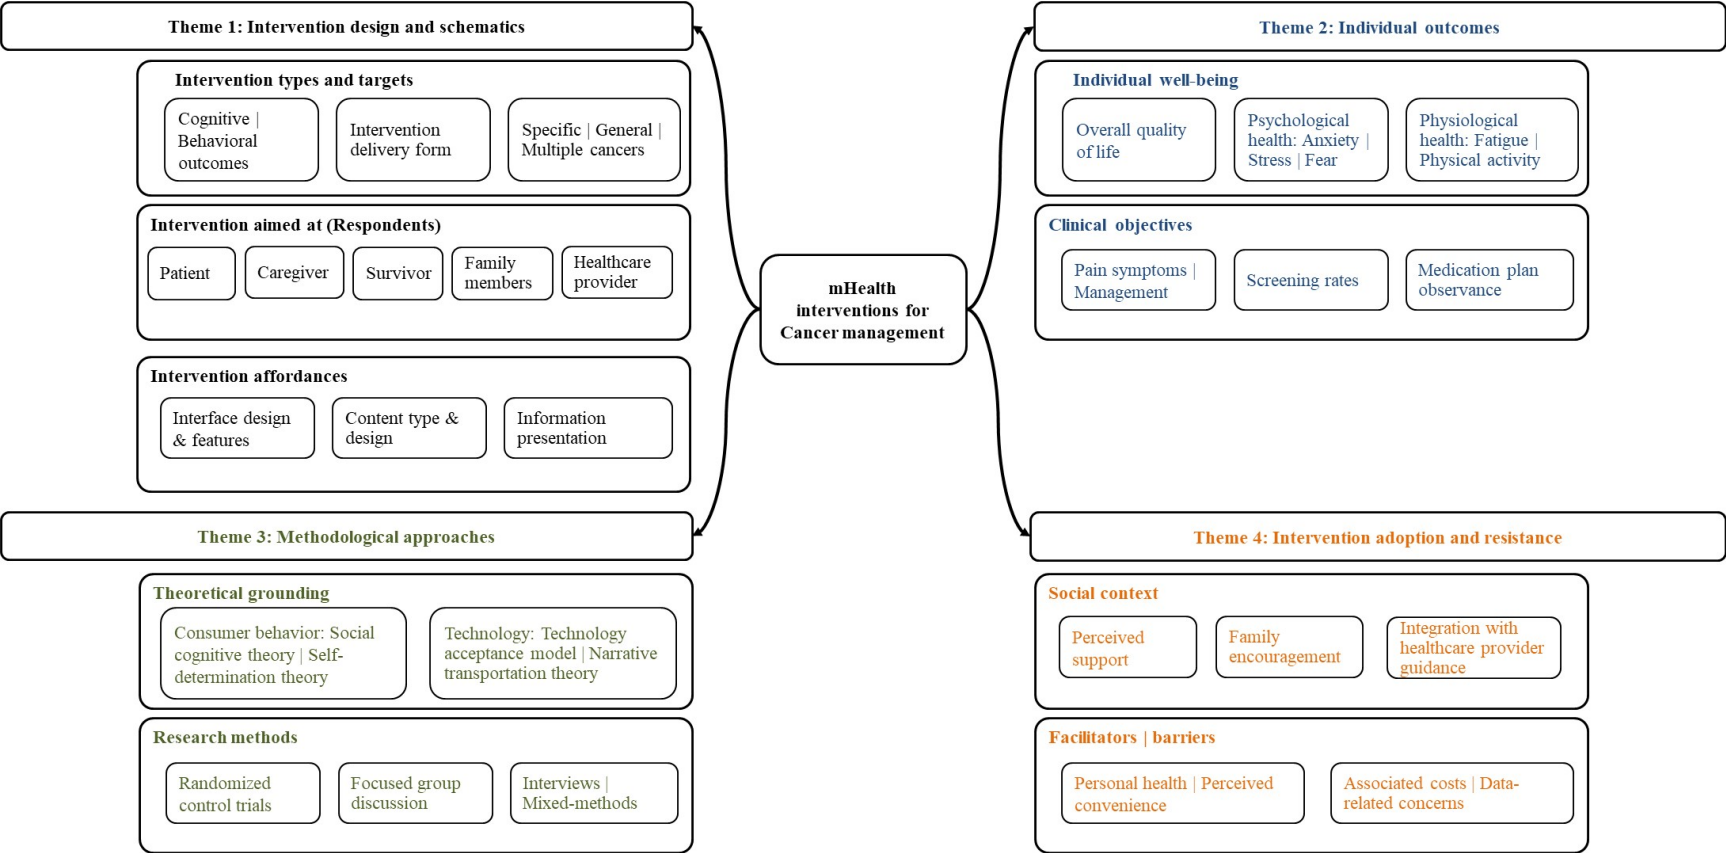 Theme 1: Intervention design and schematics
Intervention types and targets
Cognitive |
Behavioral
outcomes
Intervention
delivery form
Specific | General |
Multiple cancers
Intervention aimed at (Respondents)
Patient
Caregiver
Survivor
Family
members
Healthcare
provider
Intervention affordances
Interface design
& features
Content type &
design
Information
presentation
Theme 2: Individual outcomes
Individual well-being
Overall quality
of life
Psychological
health: Anxiety |
Stress | Fear
Physiological
health: Fatigue |
Physical activity
Clinical objectives
Pain symptoms |
Management
Screening rates
Medication plan
observance
mHealth
interventions for
Cancer management
Theme 3: Methodological approaches
Theoretical grounding
Consumer behavior: Social
cognitive theory | Self-
determination theory
Technology: Technology
acceptance model | Narrative
transportation theory
Research methods
Randomized
control trials
Focused group
discussion
Interviews |
Mixed-methods
Theme 4: Intervention adoption and resistance
Social context
Perceived
support
Family
encouragement
Integration with
healthcare provider
guidance
Facilitators | barriers
Personal health | Perceived
convenience
Associated costs | Data-
related concerns